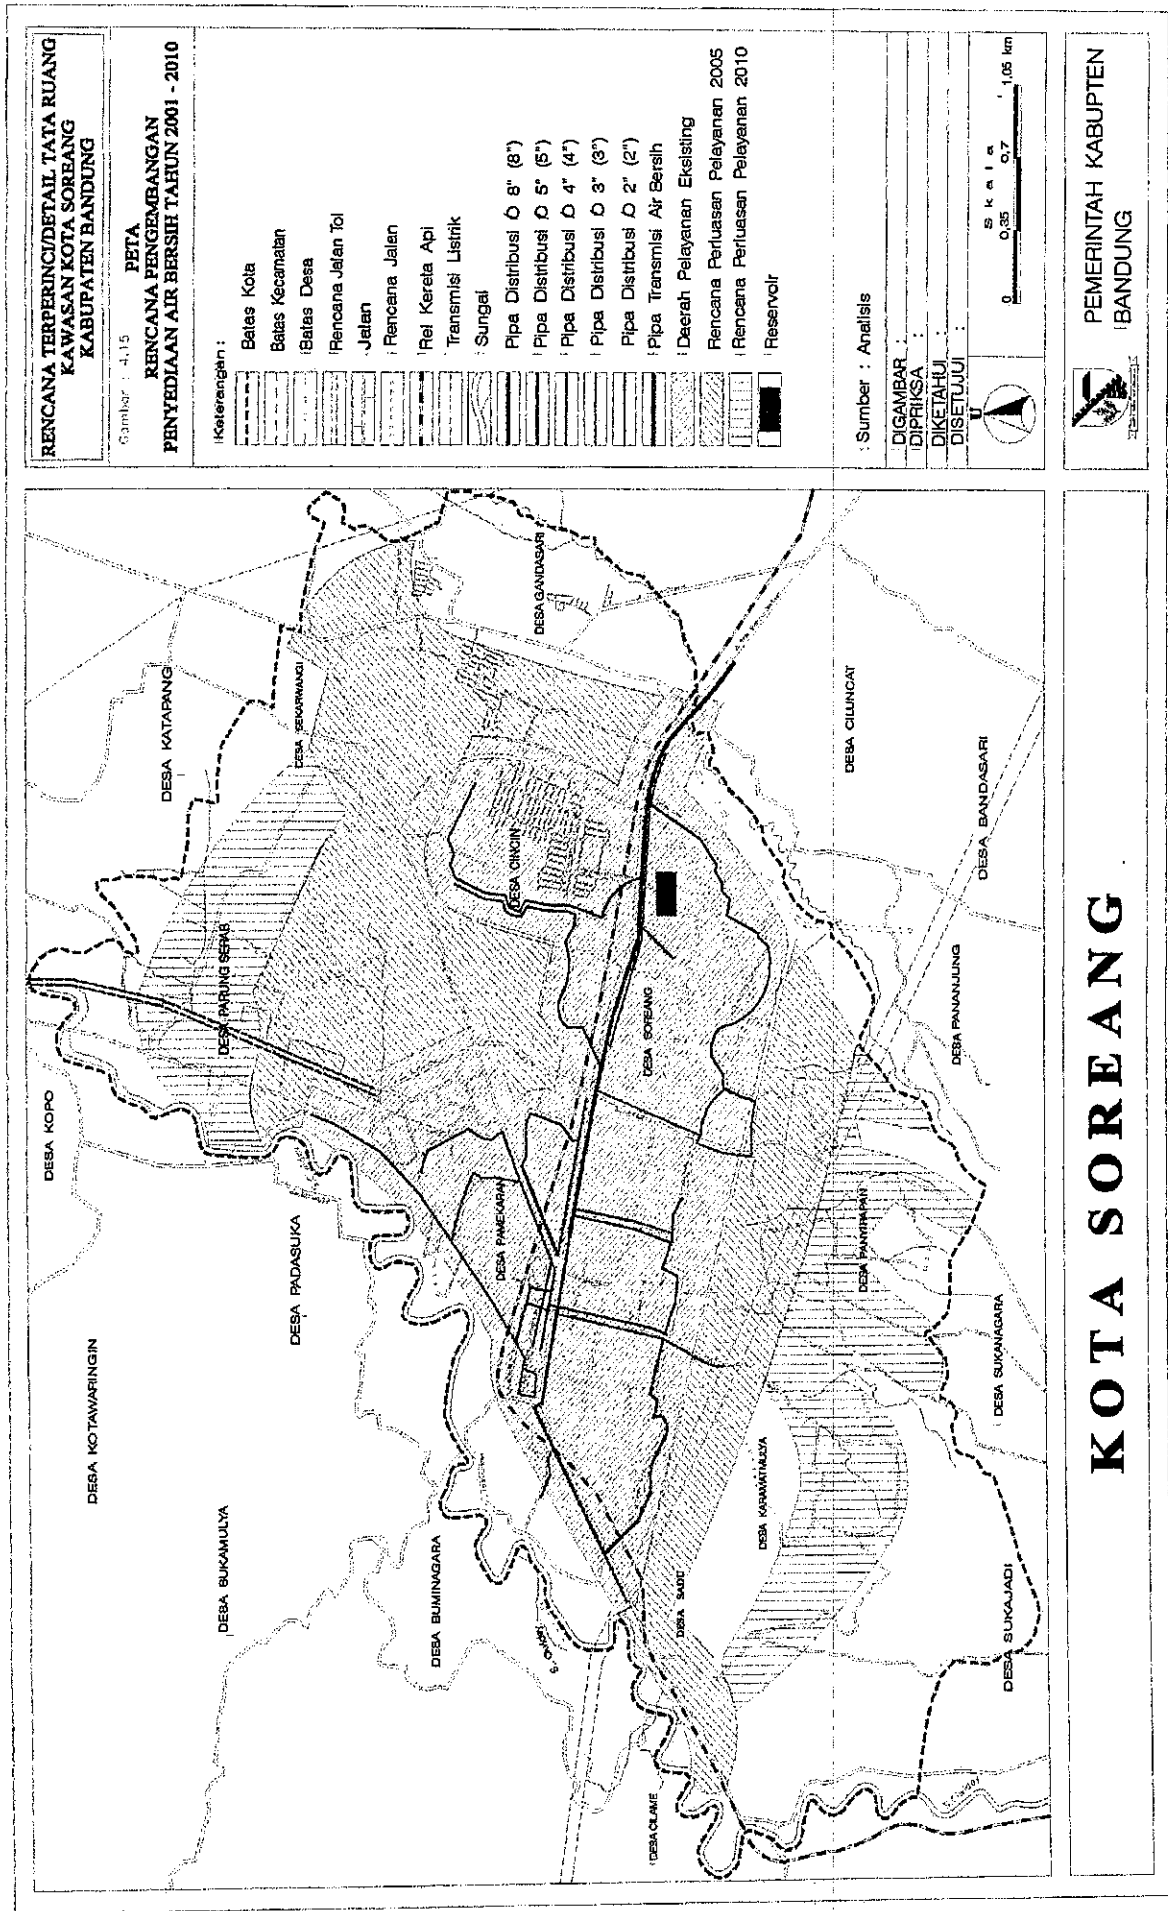 RENCANA TERPERINCI/DETAIL TATA RUANG
KAWASAN KOTA SOREANG
KABUPATEN BANDUNG
Gambar : 4.15
PETA
RENCANA PENGEMBANGAN
PENYEDIAAN AIR BERSIH TAHUN 2001 - 2010
Keterangan :
Batas Kota
Batas Kecamatan
Batas Desa
Rencana Jalan Tol
Jalan
Rencana Jalan
Rel Kereta Api
Transmisi Listrik
Sungai
Pipa Distribusi O 8" (8")
Pipa Distribusi O 5" (5")
Pipa Distribusi O 4" (4")
Pipa Distribusi O 3" (3")
Pipa Distribusi O 2" (2")
Pipa Transmisi Air Bersih
Daerah Pelayanan Eksisting
Rencana Perluasan Pelayanan 2005
Rencana Perluasan Pelayanan 2010
Reservoir
Sumber : Analisis
DIGAMBAR :
DIPRIKSA :
DIKETAHUI :
DISETUJUI :
U
Skala
0 0,35 0,7 1,05 km
PEMERINTAH KABUPTEN
BANDUNG
DESA KOTAWARINGIN
DESA KOPO
DESA KATAPANG
DESA SUKAMULYA
DESA PADASUKA
DESA PARUNG SERAB
DESA SEKARWANGI
DESA BUMINAGARA
DESA PAMEKARAN
DESA CINCIN
DESA GANDASARI
DESA SOREANG
DESA CILAME
DESA SADU
DESA KARAMATMULYA
DESA PANYIRAPAN
DESA CILUNCAT
DESA PANANJUNG
DESA BANDASARI
DESA SUKAJADI
DESA SUKANAGARA
KOTA SOREANG